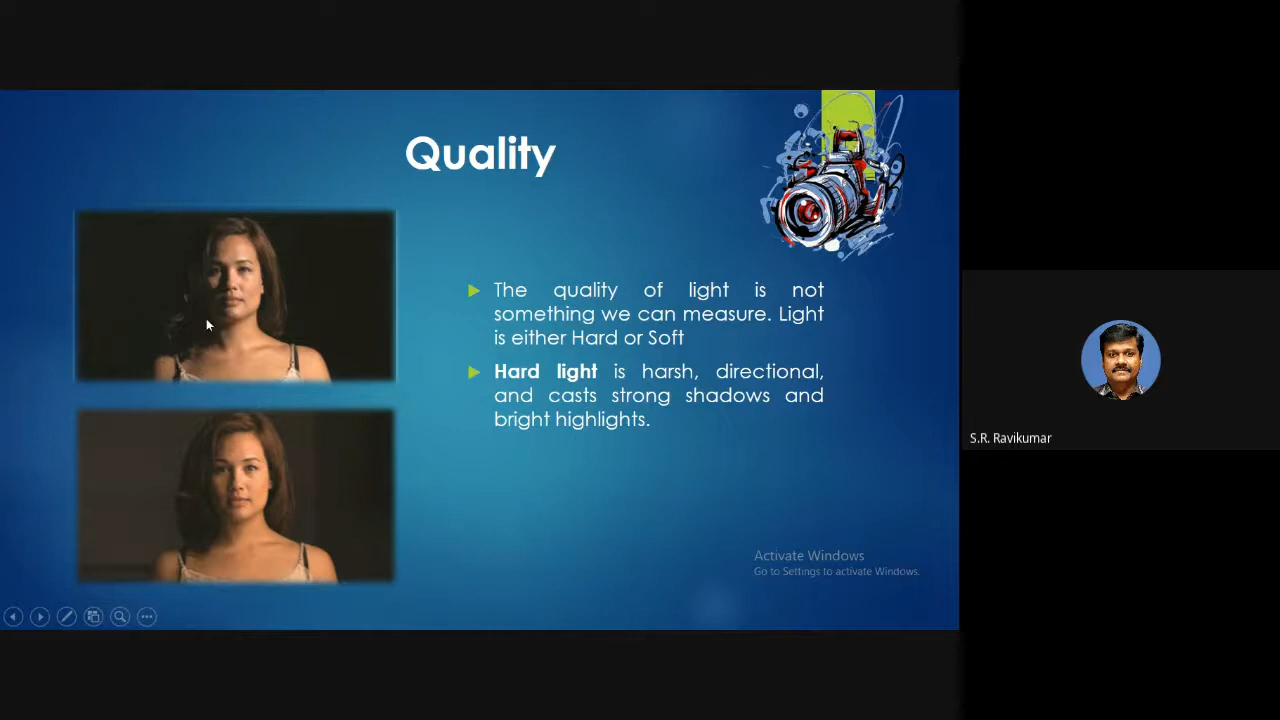 Quality
The quality of light is not
something we can measure. Light
is either Hard or Soft
Hard light is harsh, directional,
and casts strong shadows and
bright highlights.
Activate Windows
Go to Settings to activate Windows.
S.R. Ravikumar